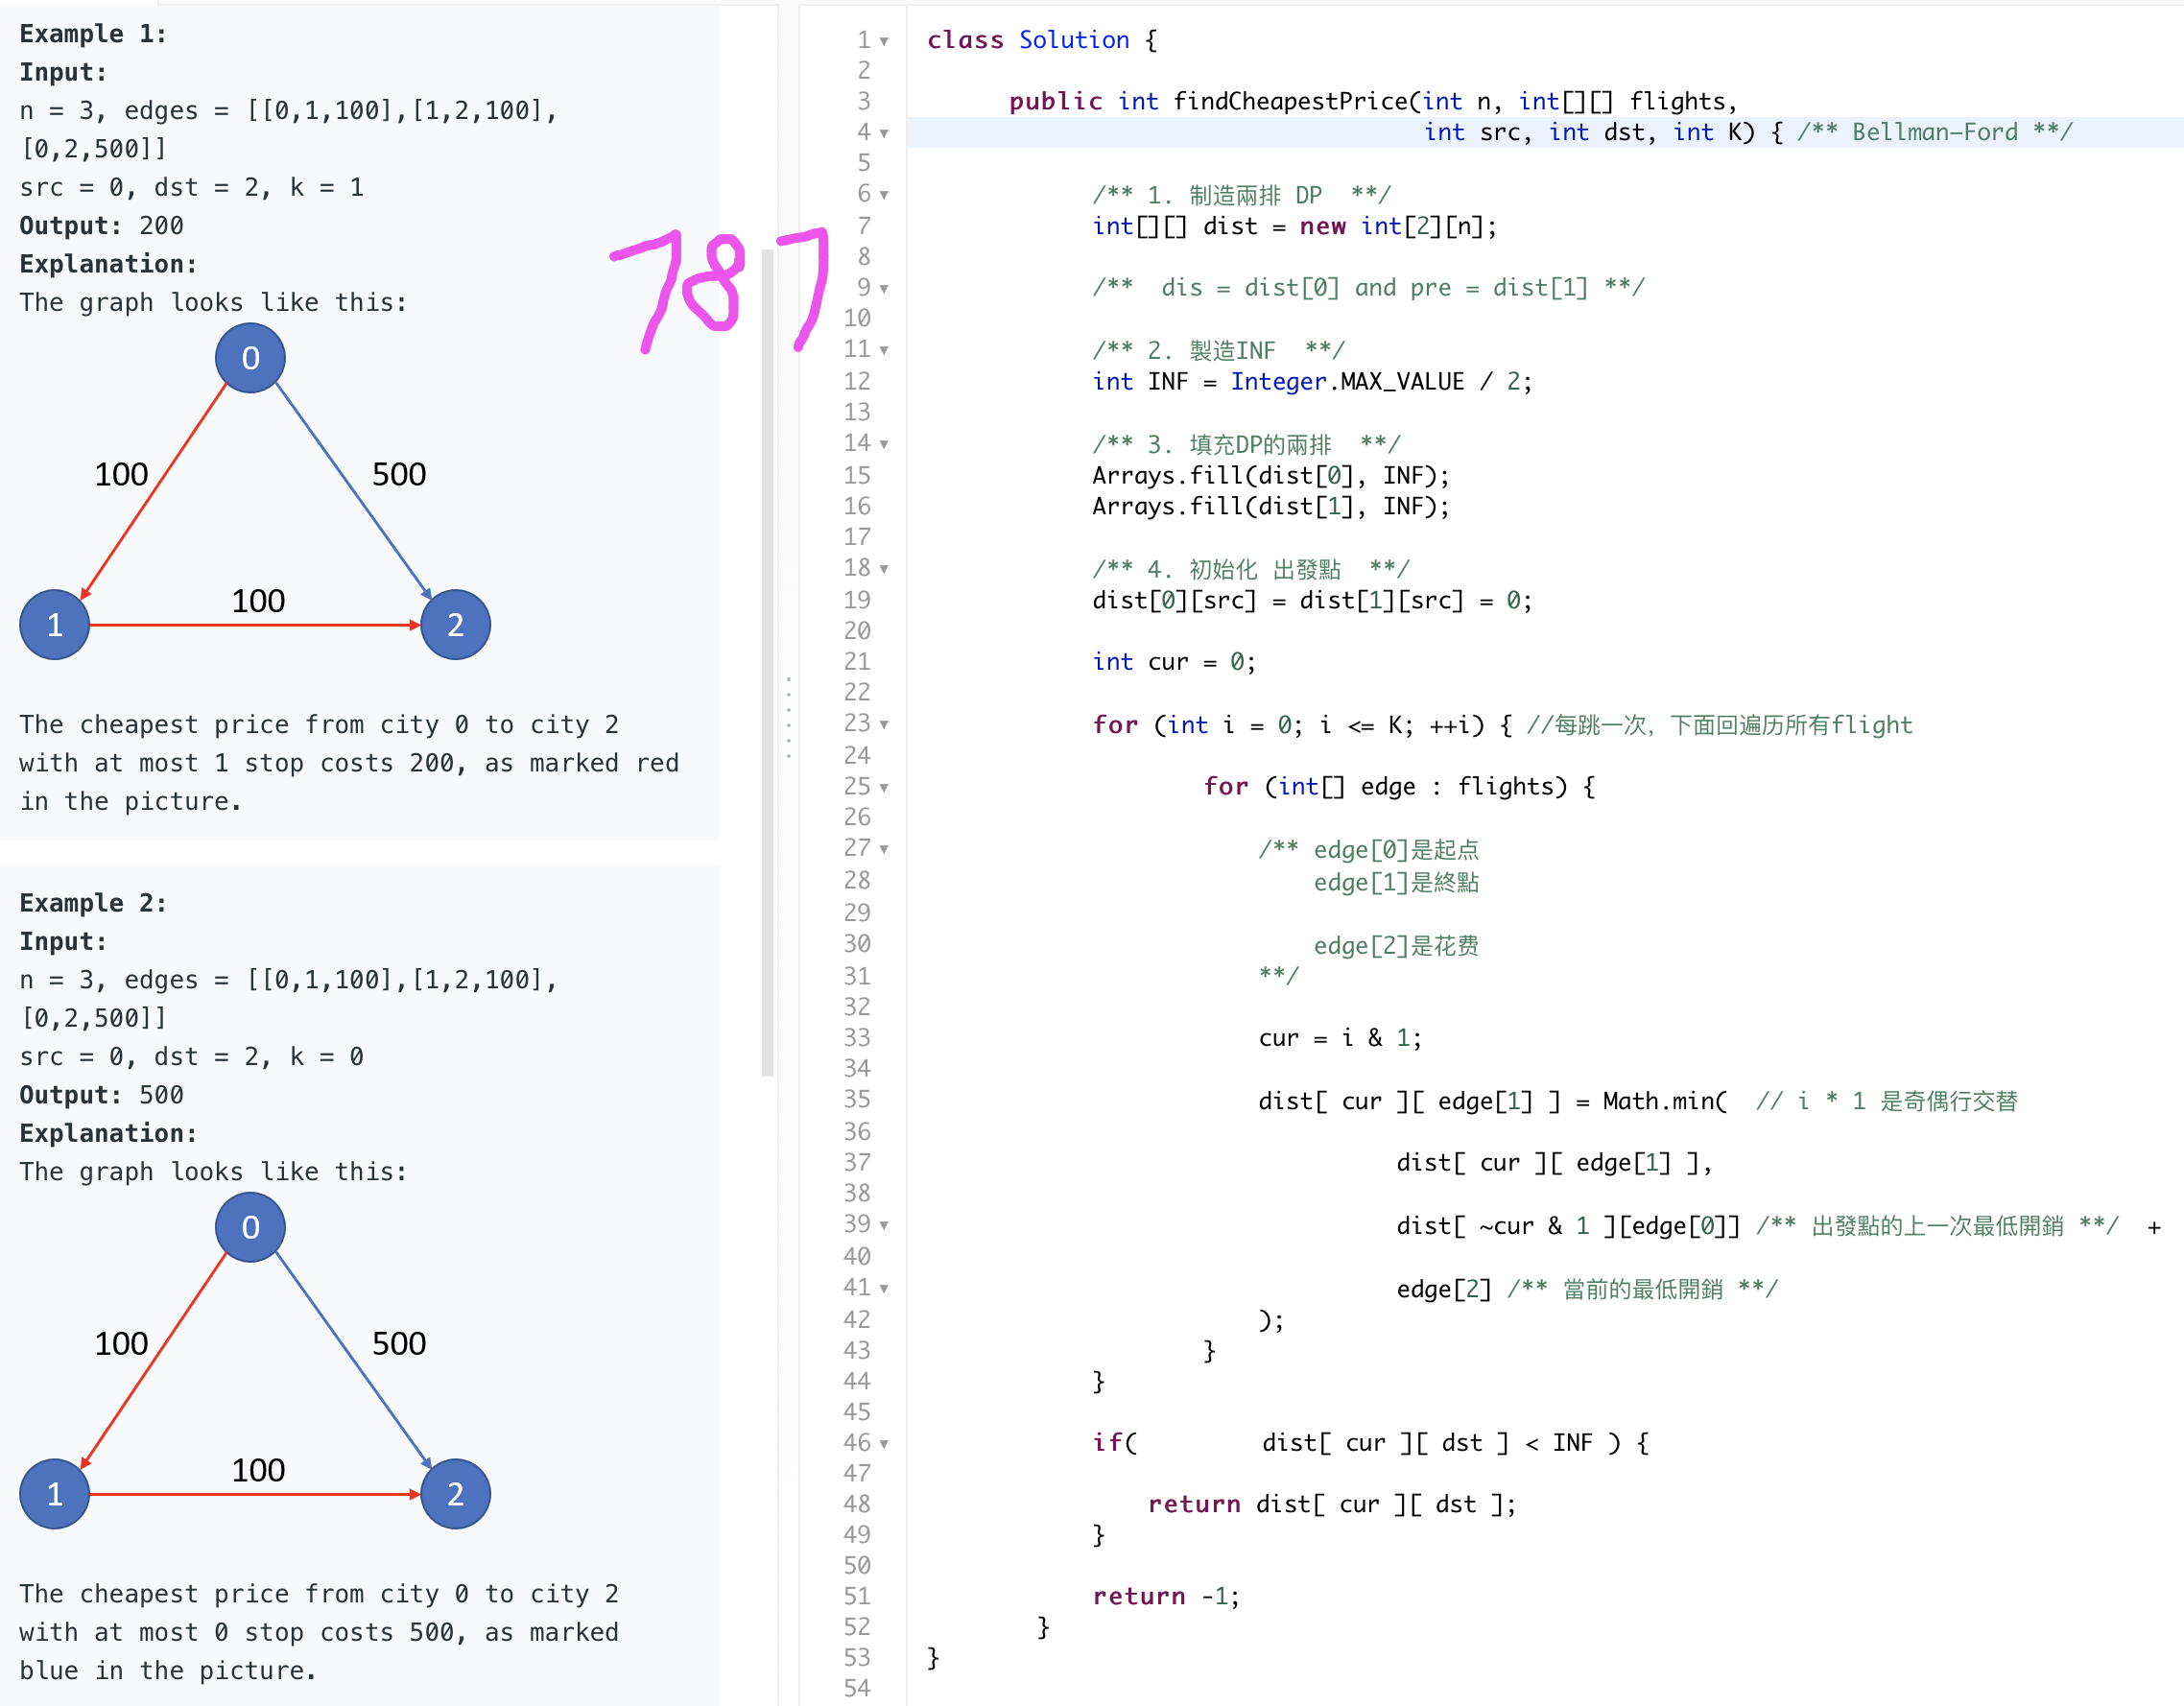 Example 1:
Input:
n = 3, edges = [[0,1,100],[1,2,100],
[0,2,500]]
src = 0, dst = 2, k = 1
Output: 200
Explanation:
The graph looks like this:
0
100
500
100
1
2
The cheapest price from city 0 to city 2
with at most 1 stop costs 200, as marked red
in the picture.
Example 2:
Input:
n = 3, edges = [[0,1,100],[1,2,100],
[0,2,500]]
src = 0, dst = 2, k = 0
Output: 500
Explanation:
The graph looks like this:
0
100
500
100
1
2
The cheapest price from city 0 to city 2
with at most 0 stop costs 500, as marked
blue in the picture.
787
1 class Solution {
2
3 public int findCheapestPrice(int n, int[][] flights,
4 int src, int dst, int K) { /** Bellman-Ford **/
5
6 /** 1. 制造兩排 DP **/
7 int[][] dist = new int[2][n];
8
9 /** dis = dist[0] and pre = dist[1] **/
10
11 /** 2. 製造INF **/
12 int INF = Integer.MAX_VALUE / 2;
13
14 /** 3. 填充DP的兩排 **/
15 Arrays.fill(dist[0], INF);
16 Arrays.fill(dist[1], INF);
17
18 /** 4. 初始化 出發點 **/
19 dist[0][src] = dist[1][src] = 0;
20
21 int cur = 0;
22
23 for (int i = 0; i <= K; ++i) { //每跳一次，下面回遍历所有flight
24
25 for (int[] edge : flights) {
26
27 /** edge[0]是起点
28 edge[1]是終點
29
30 edge[2]是花费
31 **/
32
33 cur = i & 1;
34
35 dist[ cur ][ edge[1] ] = Math.min( // i * 1 是奇偶行交替
36
37 dist[ cur ][ edge[1] ],
38
39 dist[ ~cur & 1 ][edge[0]] /** 出發點的上一次最低開銷 **/ +
40
41 edge[2] /** 當前的最低開銷 **/
42 );
43 }
44 }
45
46 if( dist[ cur ][ dst ] < INF ) {
47
48 return dist[ cur ][ dst ];
49 }
50
51 return -1;
52 }
53 }
54